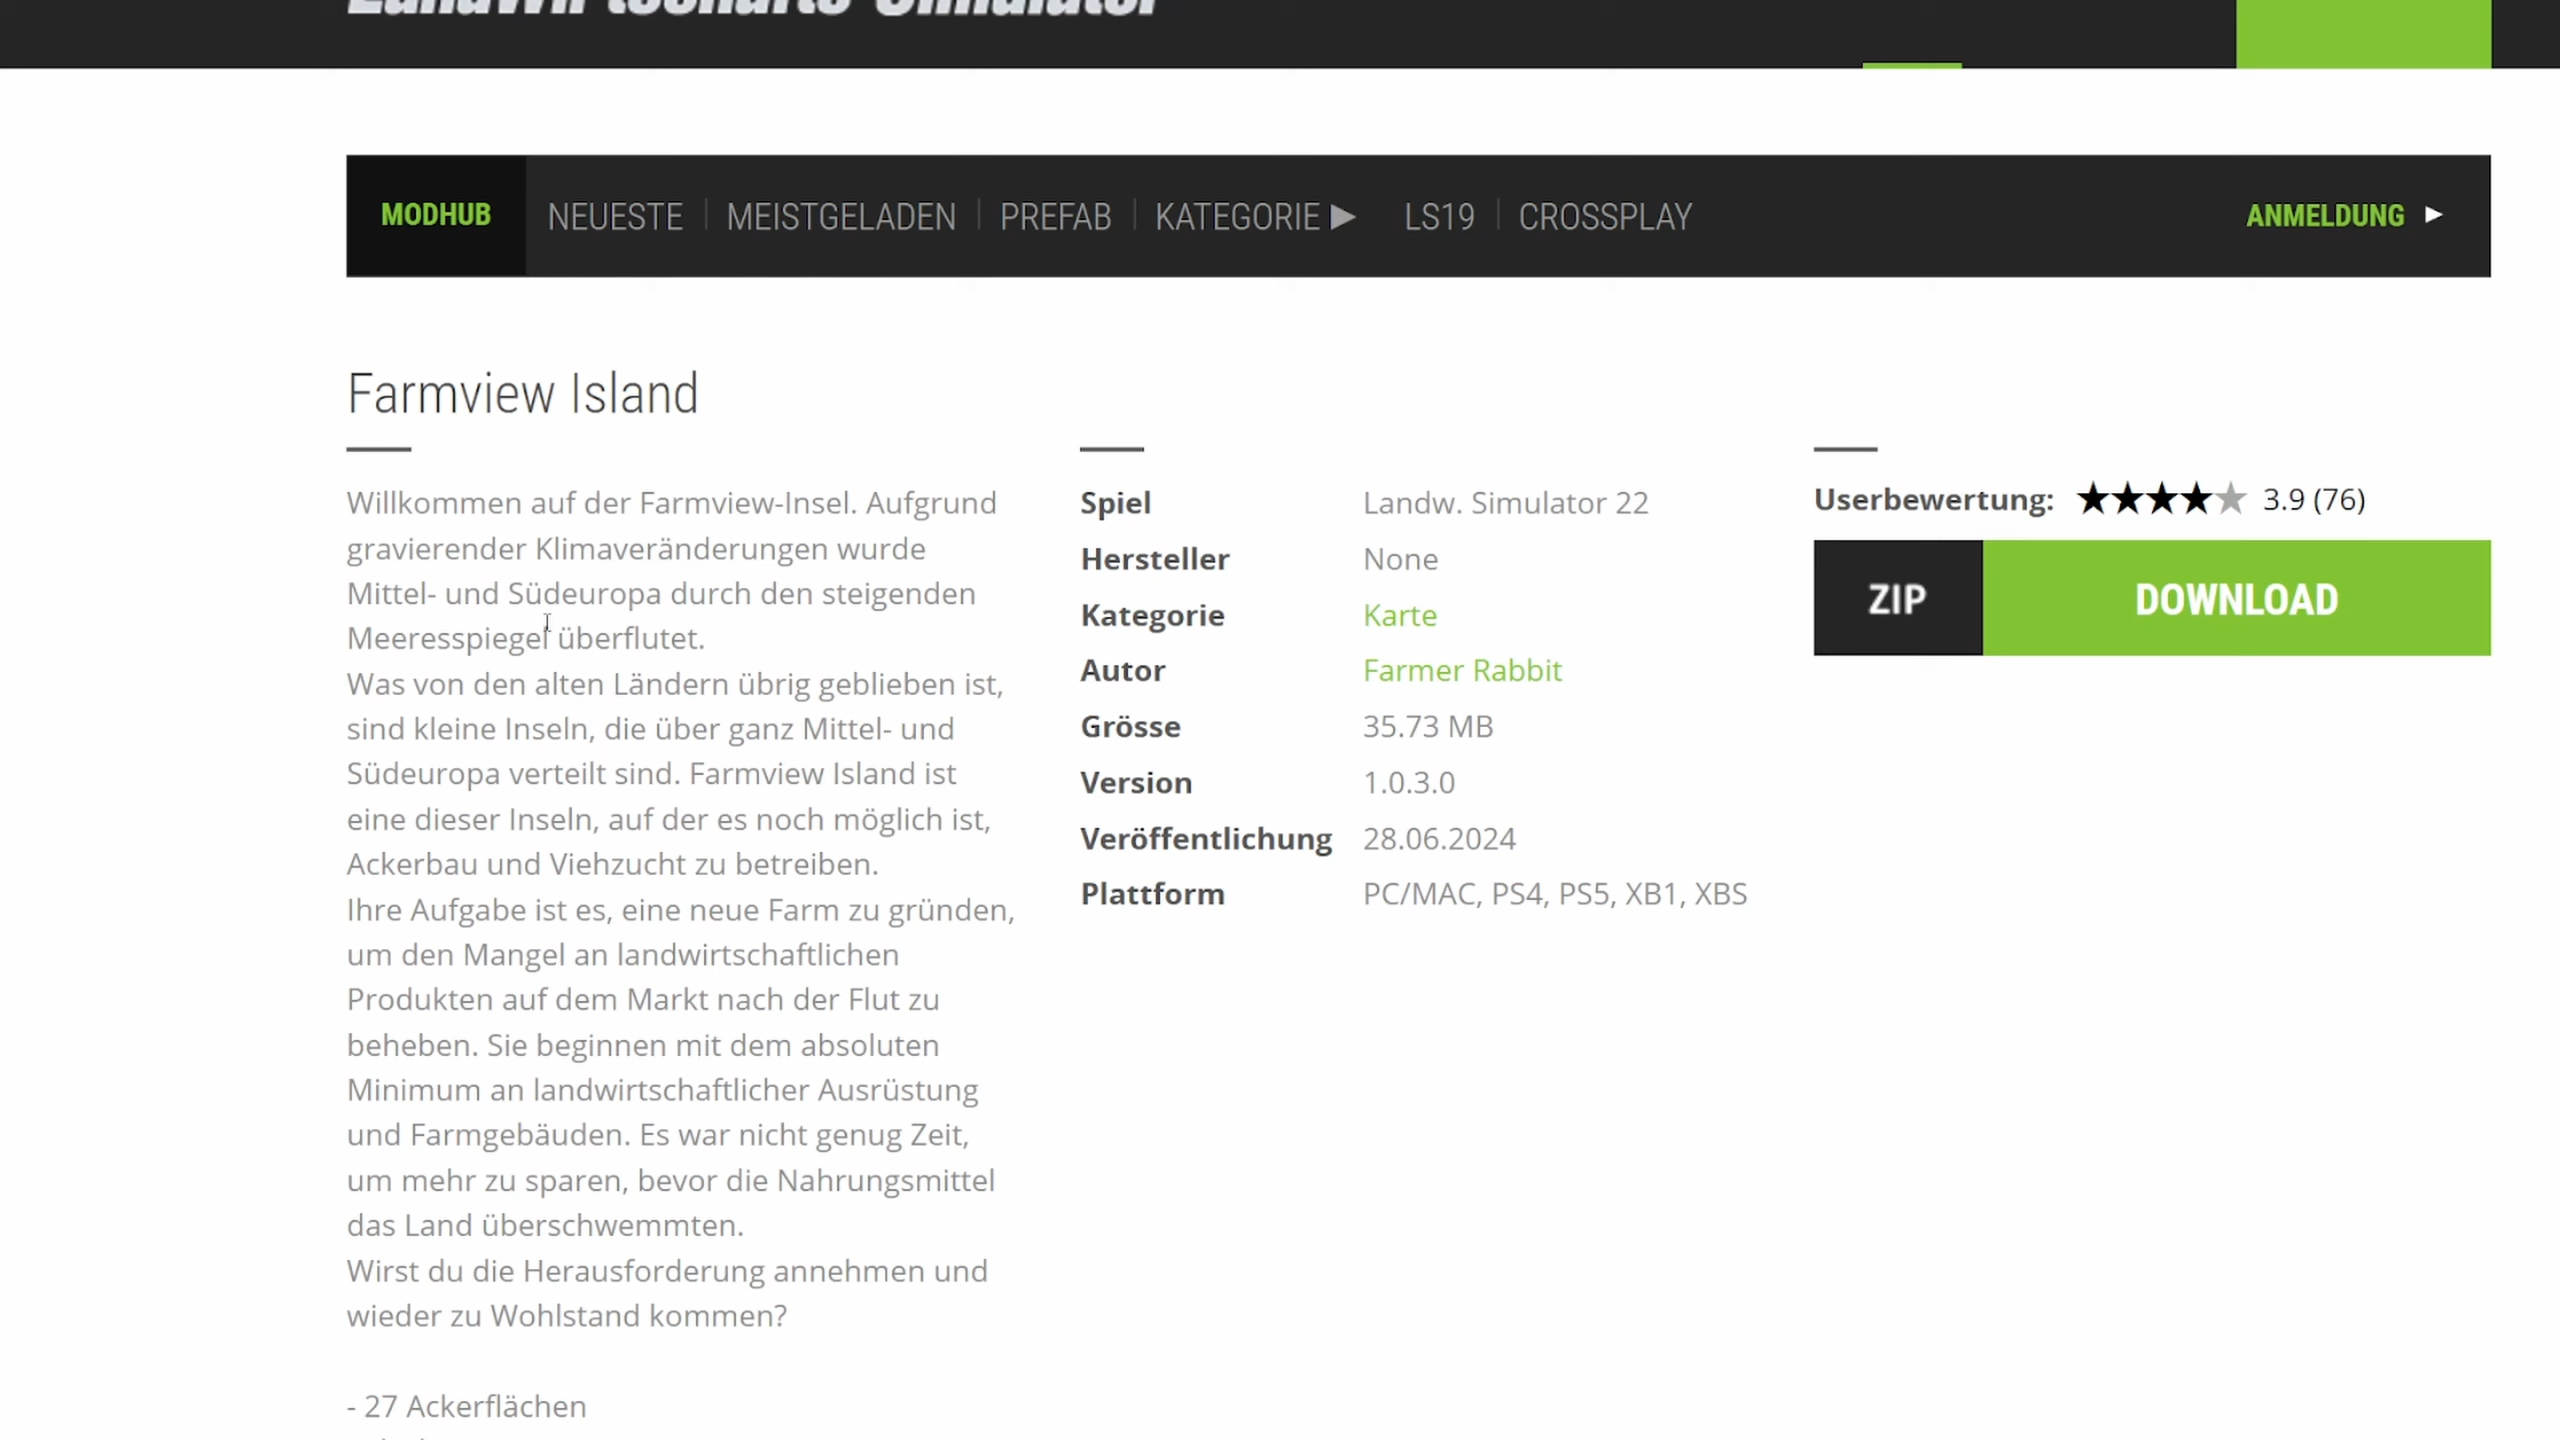 Landwirtschafts-Simulator
MODHUB
NEUESTE
MEISTGELADEN
PREFAB
KATEGORIE ▶
LS19
CROSSPLAY
ANMELDUNG ►
Farmview Island
Willkommen auf der Farmview-Insel. Aufgrund
gravierender Klimaveränderungen wurde
Mittel- und Südeuropa durch den steigenden
Meeresspiegel überflutet.
Was von den alten Ländern übrig geblieben ist,
sind kleine Inseln, die über ganz Mittel- und
Südeuropa verteilt sind. Farmview Island ist
eine dieser Inseln, auf der es noch möglich ist,
Ackerbau und Viehzucht zu betreiben.
Ihre Aufgabe ist es, eine neue Farm zu gründen,
um den Mangel an landwirtschaftlichen
Produkten auf dem Markt nach der Flut zu
beheben. Sie beginnen mit dem absoluten
Minimum an landwirtschaftlicher Ausrüstung
und Farmgebäuden. Es war nicht genug Zeit,
um mehr zu sparen, bevor die Nahrungsmittel
das Land überschwemmten.
Wirst du die Herausforderung annehmen und
wieder zu Wohlstand kommen?
- 27 Ackerflächen
Spiel Landw. Simulator 22
Hersteller None
Kategorie Karte
Autor Farmer Rabbit
Grösse 35.73 MB
Version 1.0.3.0
Veröffentlichung 28.06.2024
Plattform PC/MAC, PS4, PS5, XB1, XBS
Userbewertung: ★★★★★ 3.9 (76)
ZIP DOWNLOAD